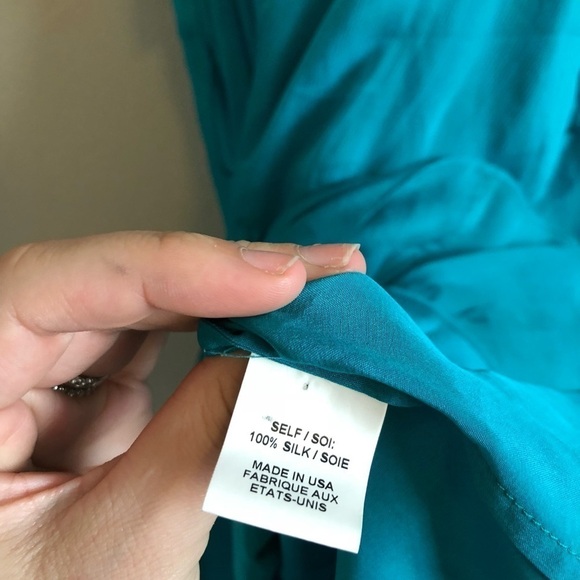 SELF / SOI:
100% SILK / SOIE
MADE IN USA
FABRIQUE AUX
ETATS-UNIS